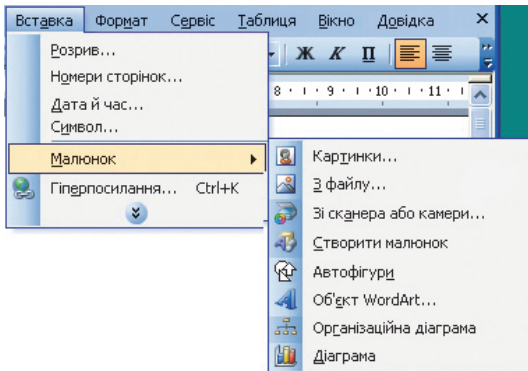 Вставка Формат Сервіс Таблиця Вікно Довідка ×
Розрив...
Ж К П
Номери сторінок...
8 · 9 · 10 · 11
Дата й час...
Символ...
Малюнок
Гіперпосилання... Ctrl+K
Картинки...
З файлу...
Зі сканера або камери...
Створити малюнок
Автофігури
Об'єкт WordArt...
Організаційна діаграма
Діаграма